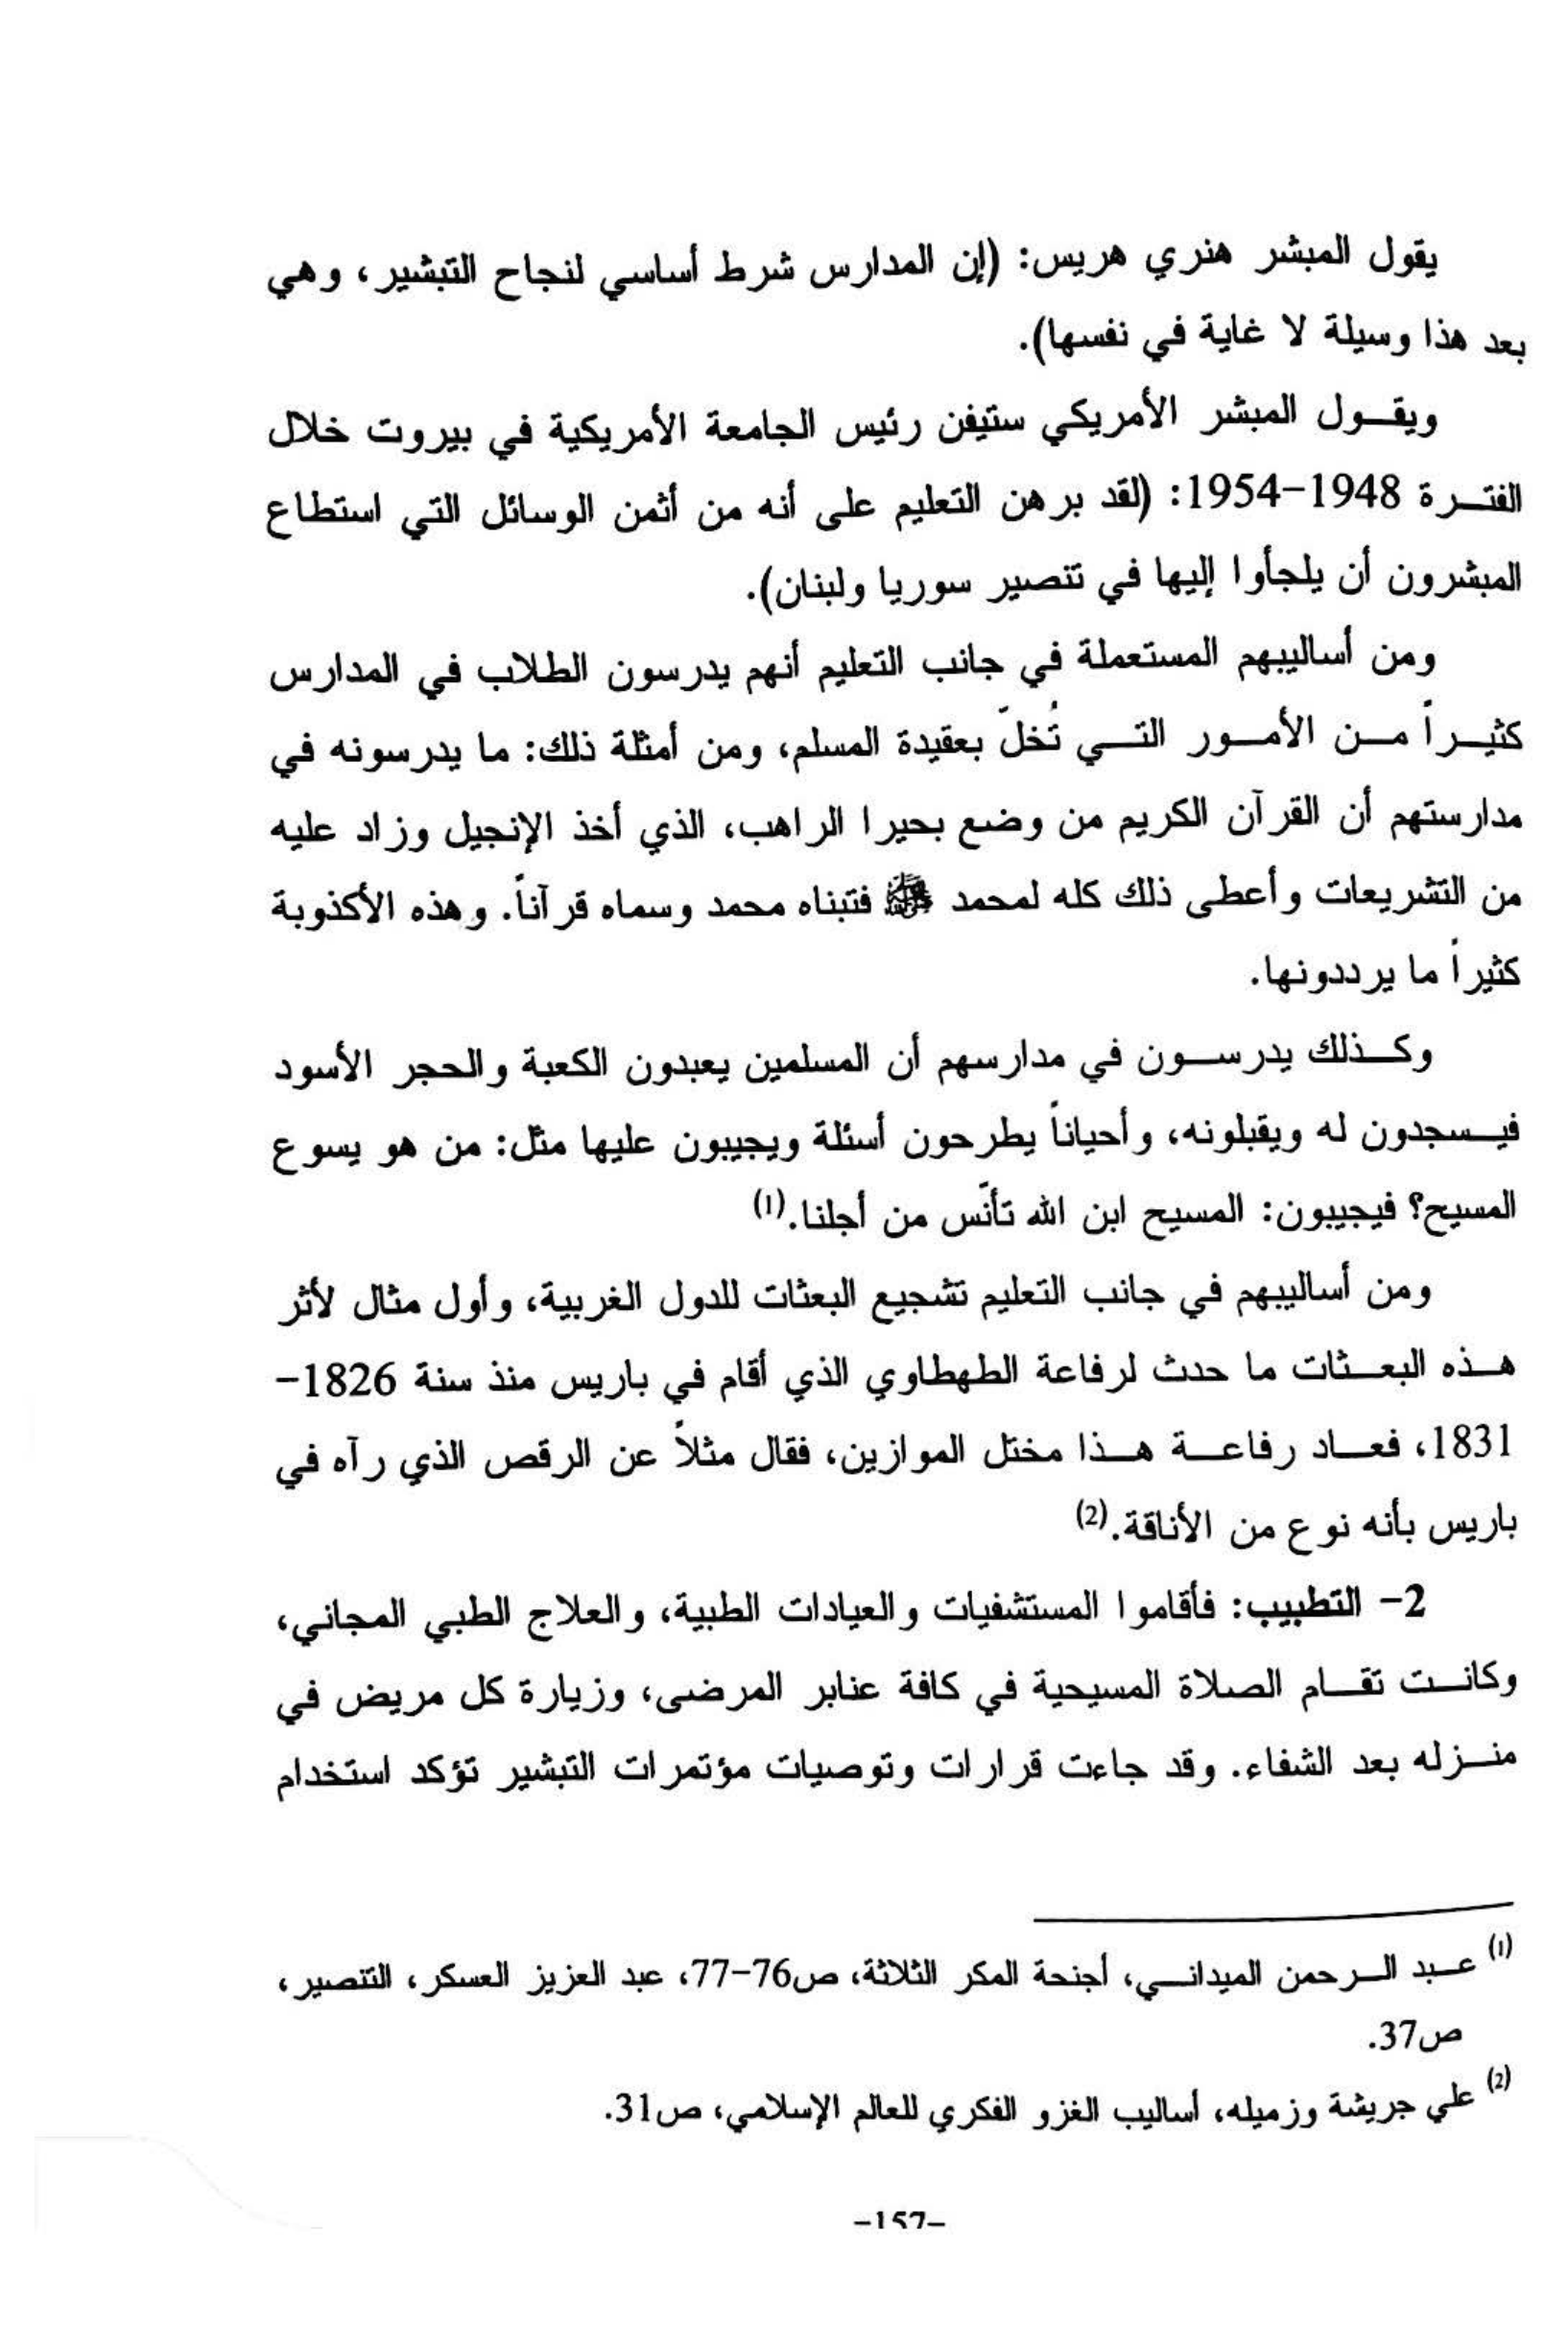 يقول المبشر هنري هريس: (إن المدارس شرط أساسي لنجاح التبشير، وهي
بعد هذا وسيلة لا غاية في نفسها).
ويقول المبشر الأمريكي ستيفن رئيس الجامعة الأمريكية في بيروت خلال
الفترة 1948-1954: (لقد برهن التعليم على أنه من أثمن الوسائل التي استطاع
المبشرون أن يلجأوا إليها في تنصير سوريا ولبنان).
ومن أساليبهم المستعملة في جانب التعليم أنهم يدرسون الطلاب في المدارس
كثيراً من الأمور التي تُخلّ بعقيدة المسلم، ومن أمثلة ذلك: ما يدرسونه في
مدارستهم أن القرآن الكريم من وضع بحيرا الراهب، الذي أخذ الإنجيل وزاد عليه
من التشريعات وأعطى ذلك كله لمحمد ﷺ فتبناه محمد وسماه قرآناً. وهذه الأكذوبة
كثيراً ما يرددونها.
وكذلك يدرسون في مدارسهم أن المسلمين يعبدون الكعبة والحجر الأسود
فيسجدون له ويقبلونه، وأحياناً يطرحون أسئلة ويجيبون عليها مثل: من هو يسوع
المسيح؟ فيجيبون: المسيح ابن الله تأنّس من أجلنا.(1)
ومن أساليبهم في جانب التعليم تشجيع البعثات للدول الغربية، وأول مثال لأثر
هذه البعثات ما حدث لرفاعة الطهطاوي الذي أقام في باريس منذ سنة 1826-
1831، فعاد رفاعة هذا مختل الموازين، فقال مثلاً عن الرقص الذي رآه في
باريس بأنه نوع من الأناقة.(2)
2- التطبيب: فأقاموا المستشفيات والعيادات الطبية، والعلاج الطبي المجاني،
وكانت تقام الصلاة المسيحية في كافة عنابر المرضى، وزيارة كل مريض في
منزله بعد الشفاء. وقد جاءت قرارات وتوصيات مؤتمرات التبشير تؤكد استخدام
(1) عبد الرحمن الميداني، أجنحة المكر الثلاثة، ص76-77، عبد العزيز العسكر، التنصير،
ص37.
(2) علي جريشة وزميله، أساليب الغزو الفكري للعالم الإسلامي، ص31.
-157-